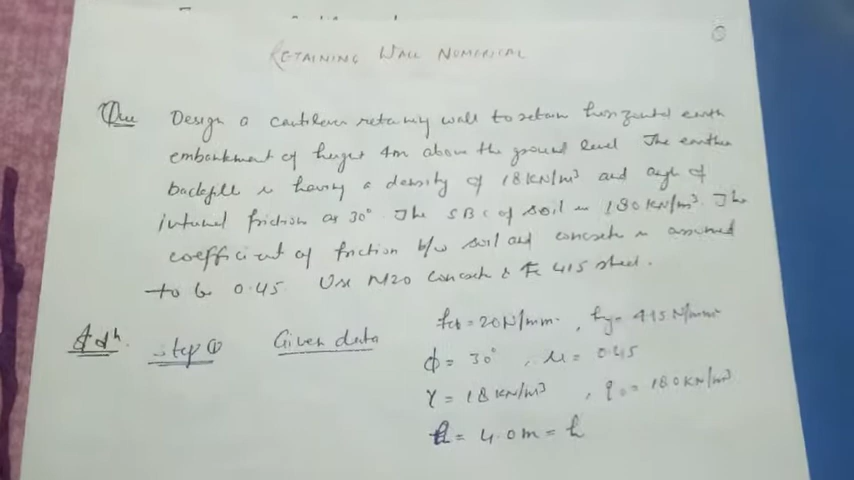 RETAINING WALL NUMERICAL
Que Design a cantilever retaining wall to retain horizontal earth
embankment of height 4m above the ground level. The earthen
backfill is having a density of 18 KN/m³ and angle of
internal friction as 30°. The SBC of soil is 180 KN/m³. The
coefficient of friction b/w soil and concrete is assumed
to be 0.45. Use M20 concrete & Fe 415 steel.
Step ① Given data
fck = 20 N/mm², fy = 415 N/mm²
φ = 30°, μ = 0.45
γ = 18 KN/m³, q₀ = 180 KN/m³
= 4.0m = h